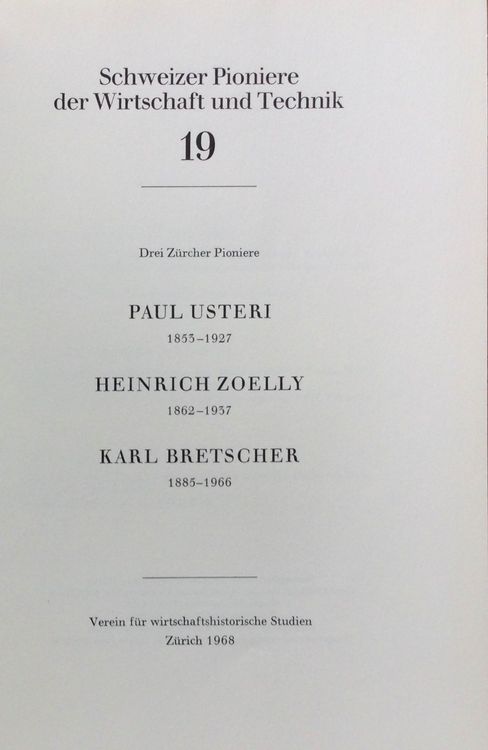 Schweizer Pioniere
der Wirtschaft und Technik
19
Drei Zürcher Pioniere
PAUL USTERI
1853–1927
HEINRICH ZOELLY
1862–1937
KARL BRETSCHER
1885–1966
Verein für wirtschaftshistorische Studien
Zürich 1968